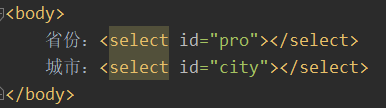 <body>
省份：<select id="pro"></select>
城市：<select id="city"></select>
</body>